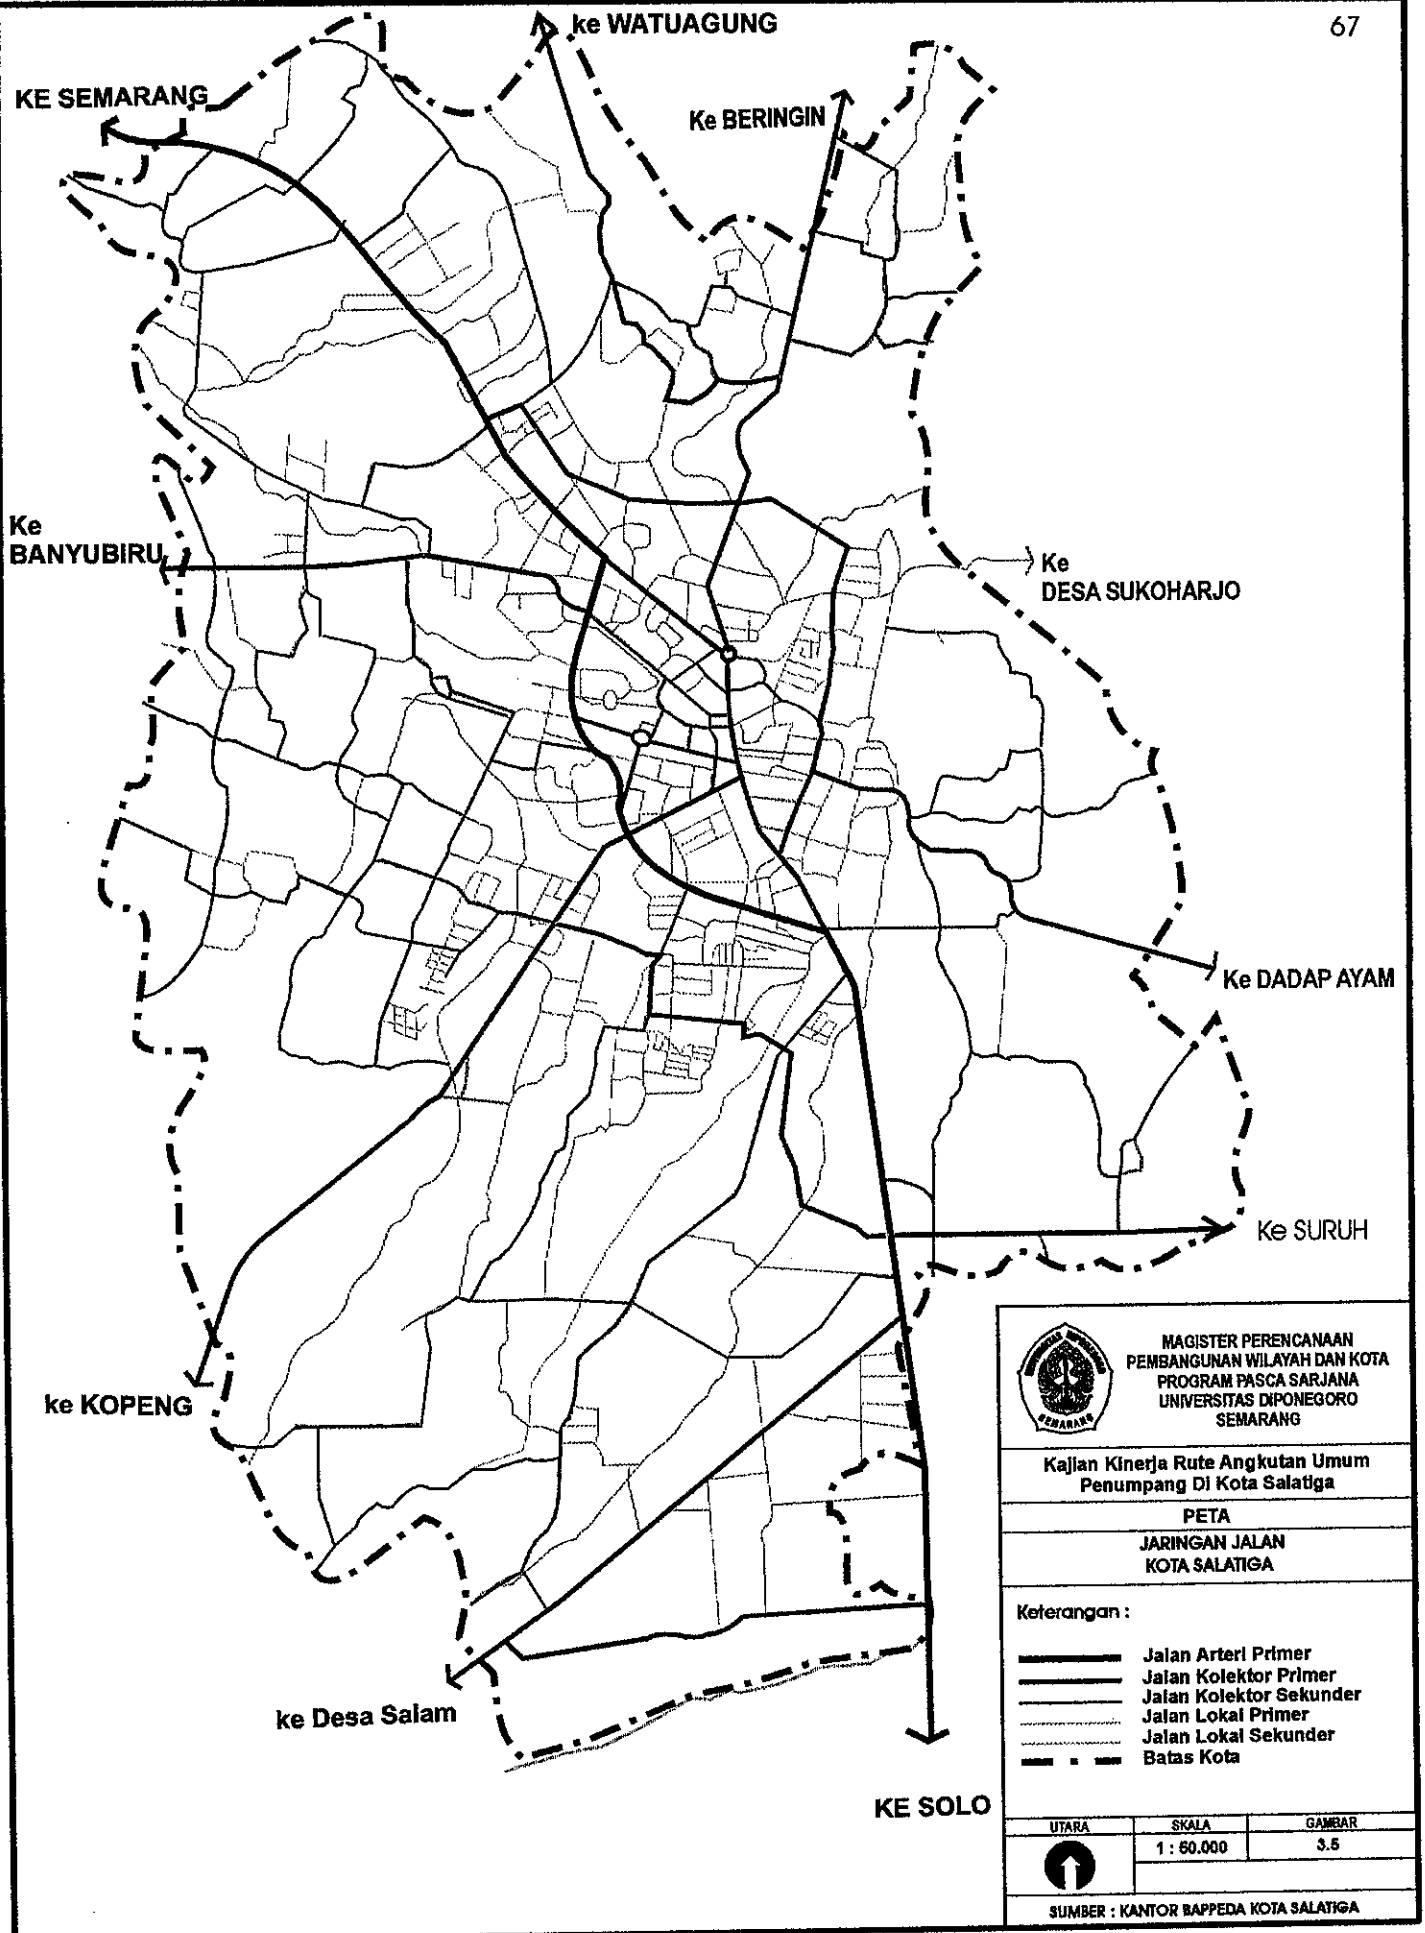 67
ke WATUAGUNG
KE SEMARANG
Ke BERINGIN
Ke
BANYUBIRU
Ke
DESA SUKOHARJO
Ke DADAP AYAM
Ke SURUH
ke KOPENG
ke Desa Salam
KE SOLO
SEMARANG
MAGISTER PERENCANAAN
PEMBANGUNAN WILAYAH DAN KOTA
PROGRAM PASCA SARJANA
UNIVERSITAS DIPONEGORO
SEMARANG
Kajian Kinerja Rute Angkutan Umum
Penumpang Di Kota Salatiga
PETA
JARINGAN JALAN
KOTA SALATIGA
Keterangan :
Jalan Arteri Primer
Jalan Kolektor Primer
Jalan Kolektor Sekunder
Jalan Lokal Primer
Jalan Lokal Sekunder
Batas Kota
UTARA
SKALA
GAMBAR
1 : 50.000
3.5
SUMBER : KANTOR BAPPEDA KOTA SALATIGA